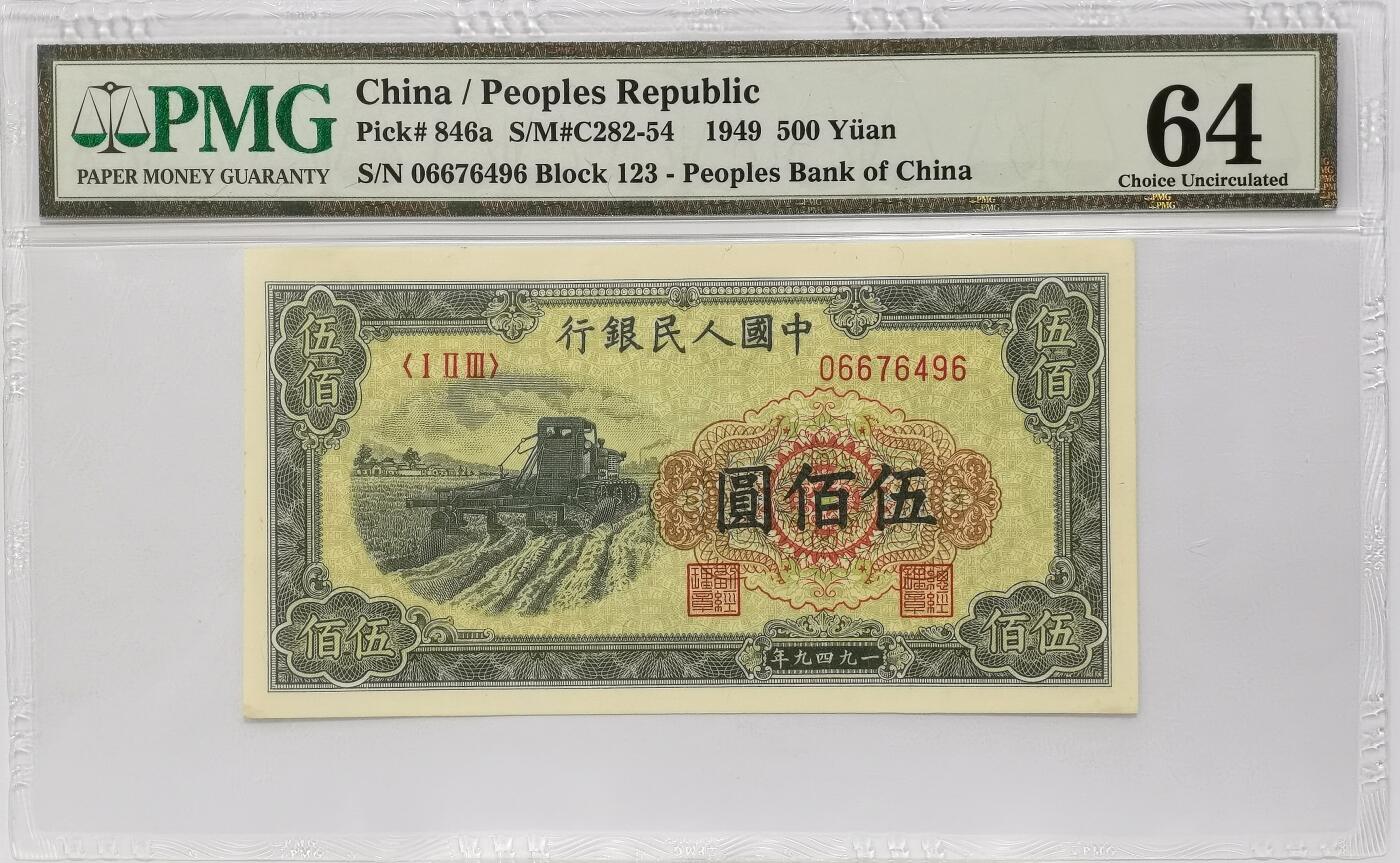 PMG
PAPER MONEY GUARANTY
China / Peoples Republic
Pick# 846a S/M#C282-54 1949 500 Yüan
S/N 06676496 Block 123 - Peoples Bank of China
64
Choice Uncirculated
中國人民銀行
〈I II III〉
06676496
伍佰
伍佰
伍佰圓
伍佰
伍佰
一九四九年